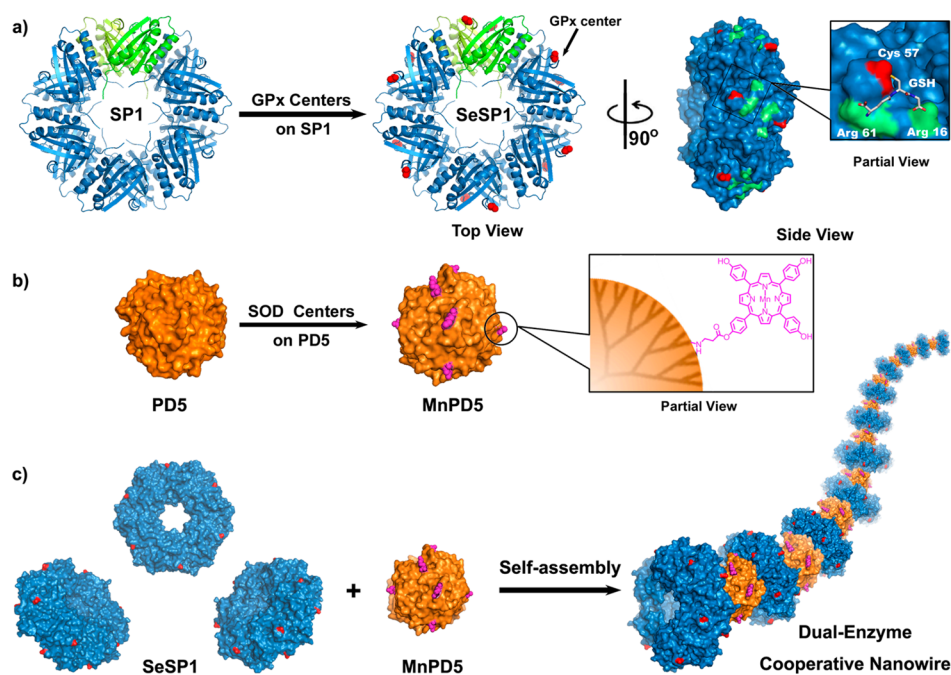 a)
SP1
GPx Centers
on SP1
GPx center
SeSP1
Top View
90°
Side View
Cys 57
GSH
Arg 61
Arg 16
Partial View
b)
PD5
SOD Centers
on PD5
MnPD5
HO
OH
N
N Mn N
N
OH
O
O
N
H
Partial View
c)
SeSP1
+
MnPD5
Self-assembly
Dual-Enzyme
Cooperative Nanowire